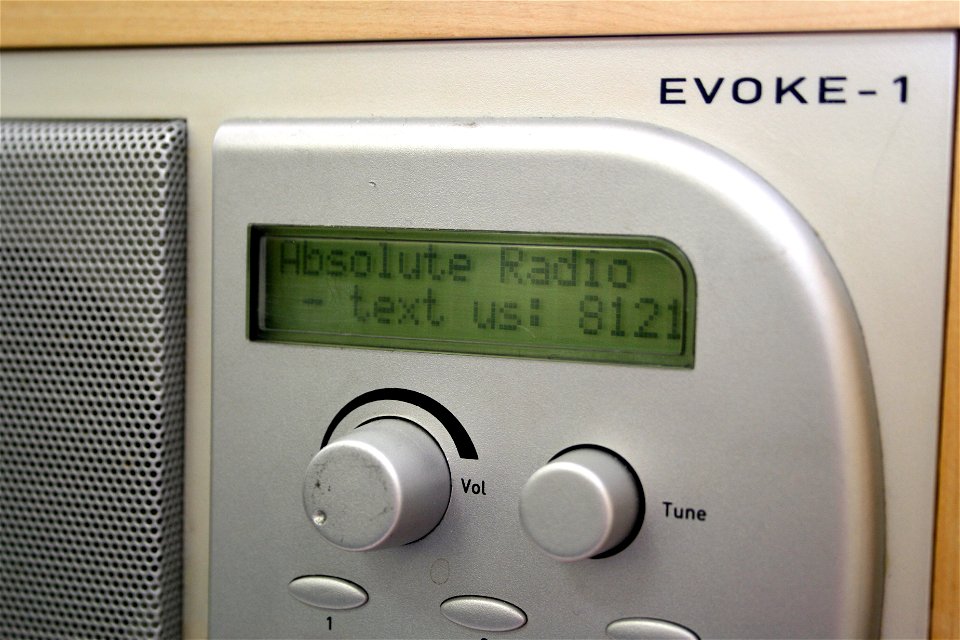 EVOKE-1
Absolute Radio
- text us: 8121
Vol
Tune
1